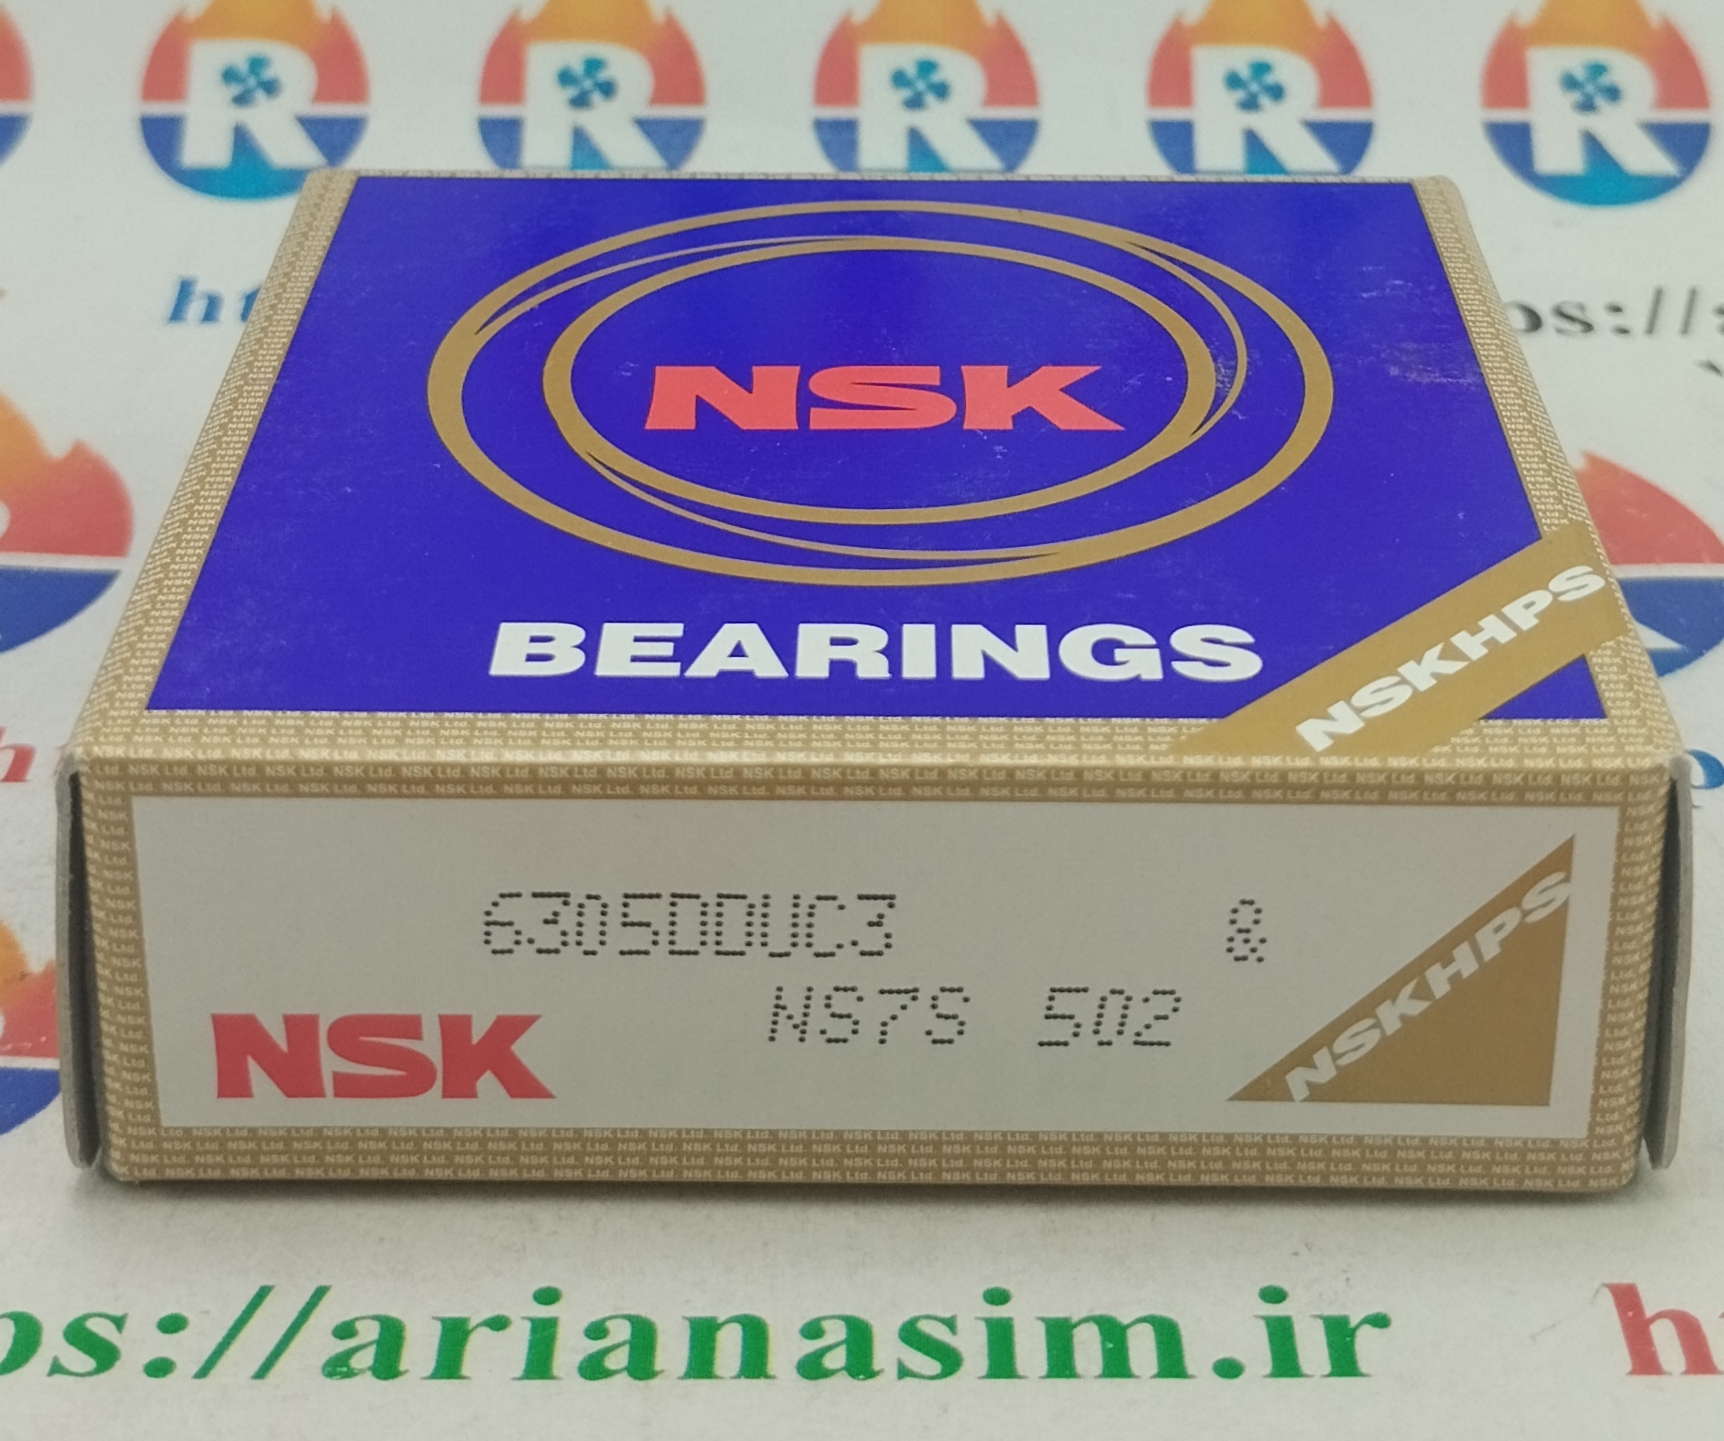 R R R R R
NSK
BEARINGS
NSKHPS
6305DDUC3 &
NS7S 502
NSK
NSKHPS
ps://arianasim.ir